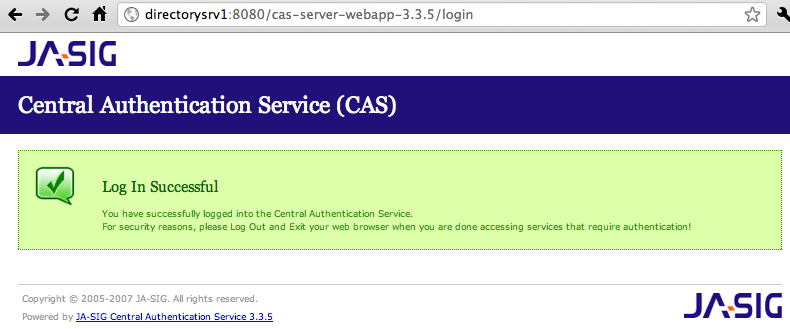 directorysrv1:8080/cas-server-webapp-3.3.5/login
JA-SIG
Central Authentication Service (CAS)
Log In Successful
You have successfully logged into the Central Authentication Service.
For security reasons, please Log Out and Exit your web browser when you are done accessing services that require authentication!
Copyright © 2005-2007 JA-SIG. All rights reserved.
Powered by JA-SIG Central Authentication Service 3.3.5
JA-SIG